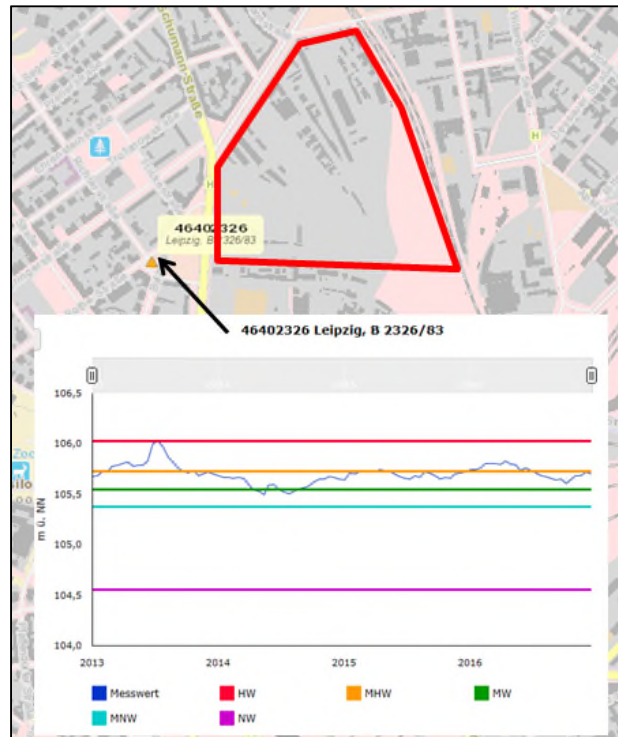 Schumann-Straße
H
H
46402326
Leipzig, B 2326/83
46402326 Leipzig, B 2326/83
106,5
106,0
105,5
105,0
104,5
104,0
m ü. NN
2013
2014
2015
2016
Messwert
HW
MHW
MW
MNW
NW
Zoo